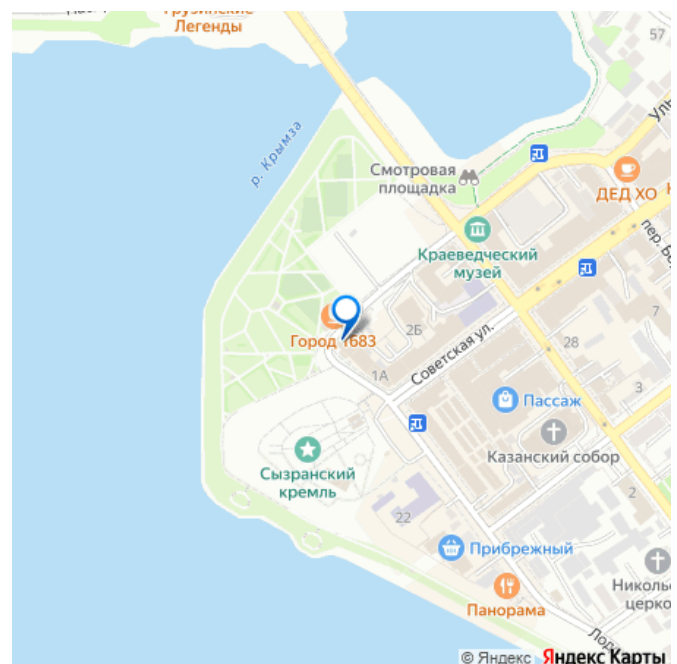 Грузинские
Легенды
57
р. Крымза
Смотровая
площадка
ДЕД ХО
Краеведческий
музей
7
Город 1683
2Б
28
Советская ул.
1А
3
Пассаж
Казанский собор
Сызранский
кремль
2
22
Прибрежный
Панорама
© Яндекс Яндекс Карты